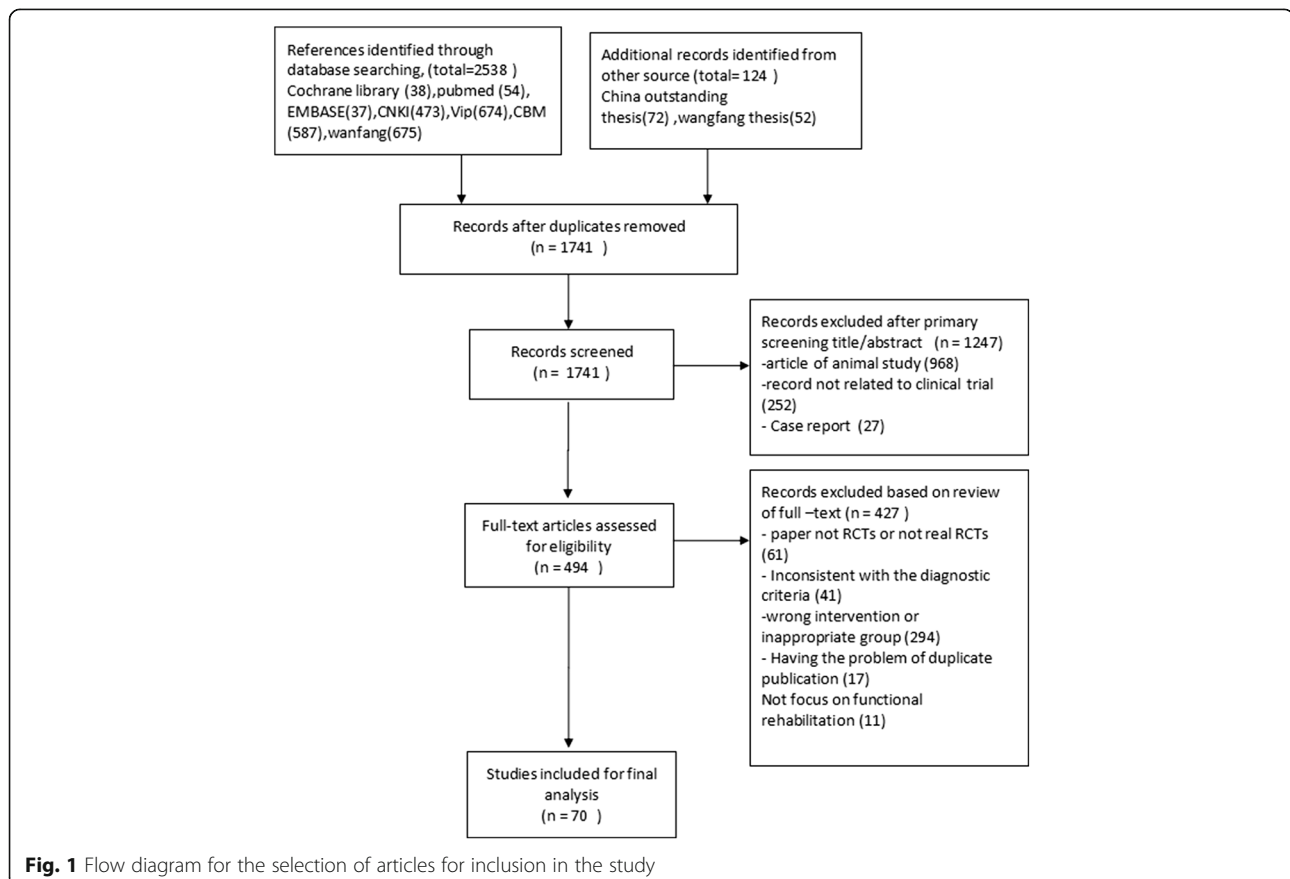 References identified through
database searching, (total=2538 )
Cochrane library (38),pubmed (54),
EMBASE(37),CNKI(473),Vip(674),CBM
(587),wanfang(675)
Additional records identified from
other source (total= 124 )
China outstanding
thesis(72) ,wangfang thesis(52)
Records after duplicates removed
(n = 1741 )
Records screened
(n = 1741 )
Records excluded after primary
screening title/abstract (n = 1247)
-article of animal study (968)
-record not related to clinical trial
(252)
- Case report (27)
Full-text articles assessed
for eligibility
(n = 494 )
Records excluded based on review
of full –text (n = 427 )
- paper not RCTs or not real RCTs
(61)
- Inconsistent with the diagnostic
criteria (41)
-wrong intervention or
inappropriate group (294)
- Having the problem of duplicate
publication (17)
Not focus on functional
rehabilitation (11)
Studies included for final
analysis
(n = 70 )
Fig. 1 Flow diagram for the selection of articles for inclusion in the study